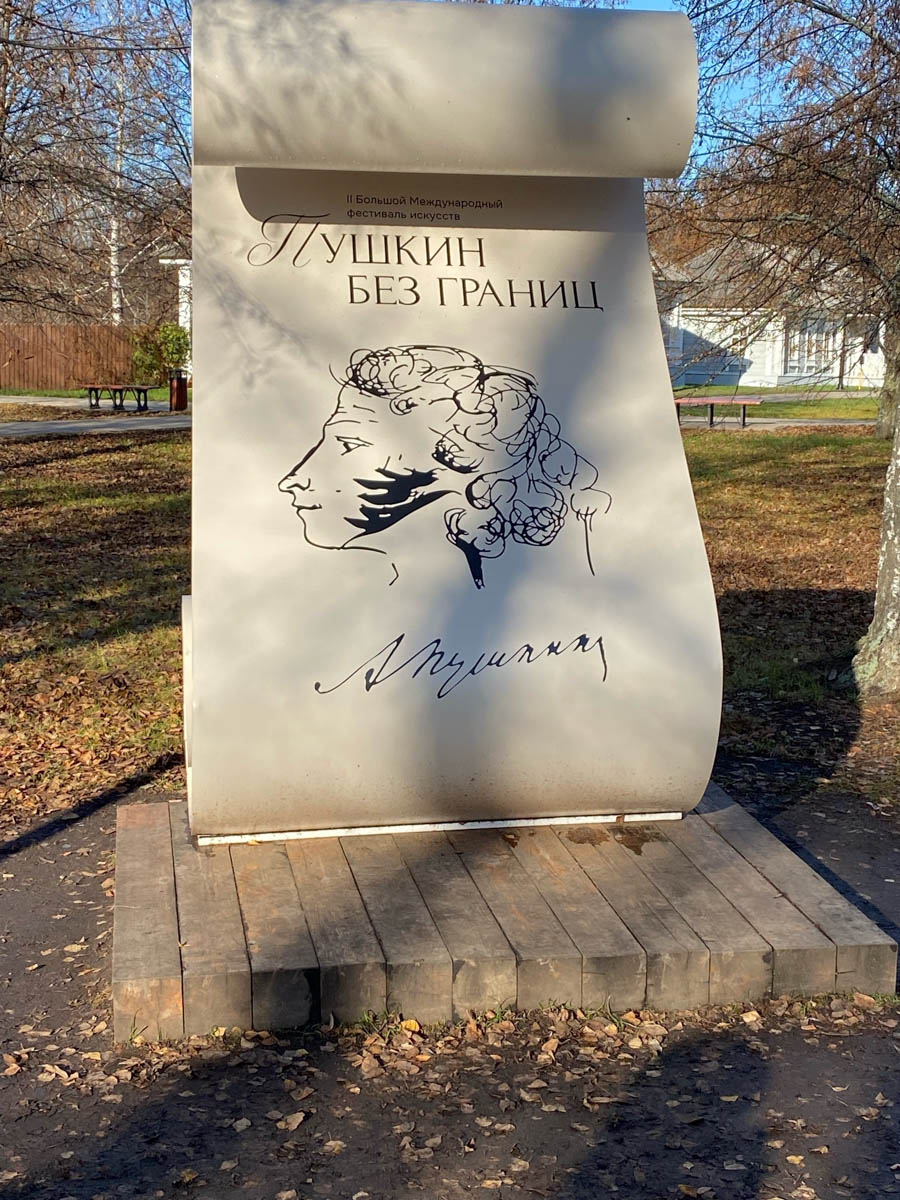 II Большой Международный
фестиваль искусств
Пушкин
без границ
А Пушкинъ